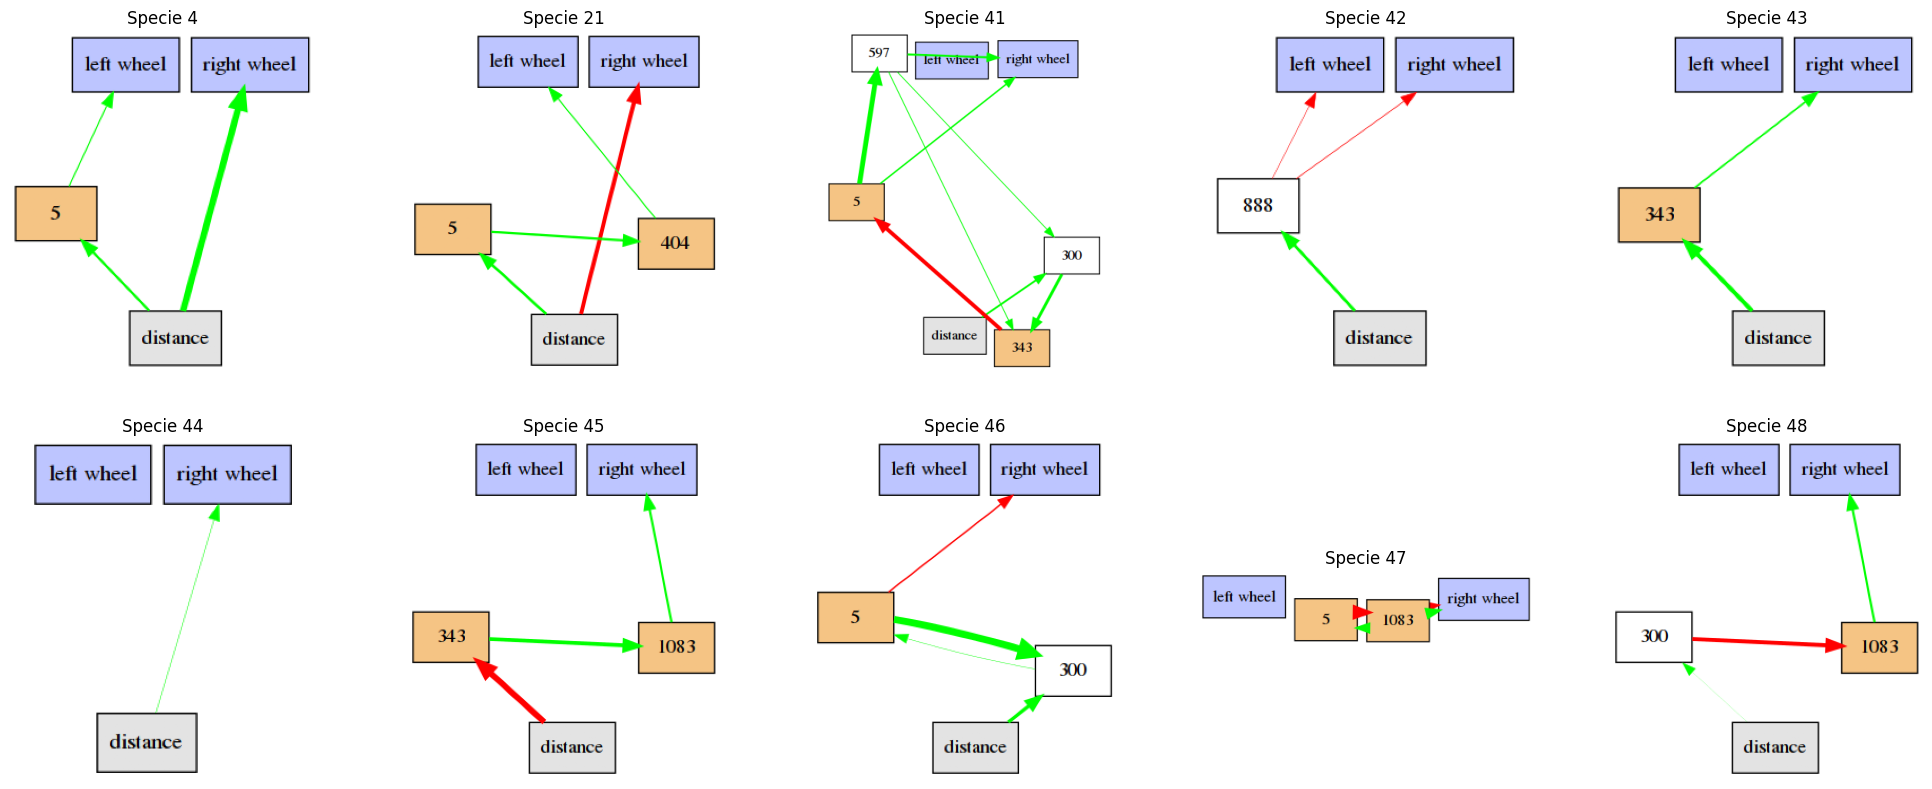 Specie 4
left wheel
right wheel
5
distance
Specie 21
left wheel
right wheel
5
404
distance
Specie 41
597
left wheel
right wheel
5
300
distance
343
Specie 42
left wheel
right wheel
888
distance
Specie 43
left wheel
right wheel
343
distance
Specie 44
left wheel
right wheel
distance
Specie 45
left wheel
right wheel
343
1083
distance
Specie 46
left wheel
right wheel
5
300
distance
Specie 47
left wheel
5
1083
right wheel
Specie 48
left wheel
right wheel
300
1083
distance